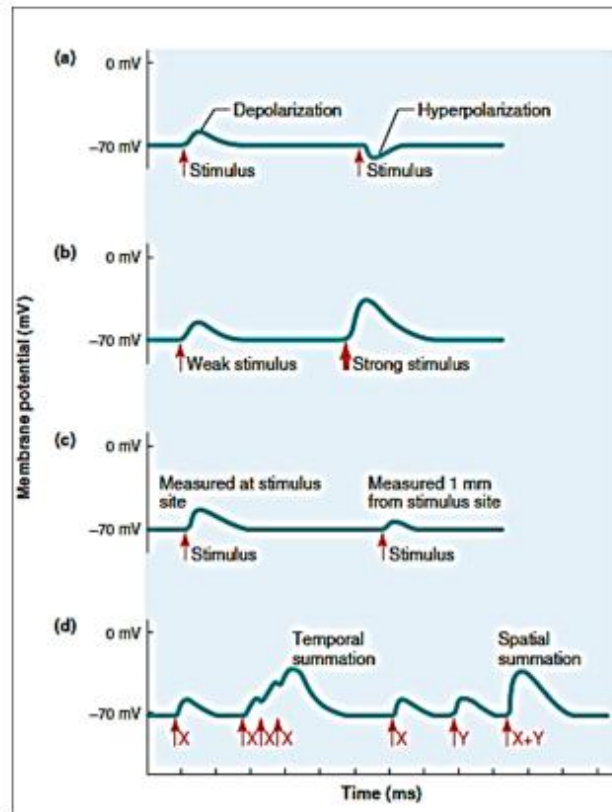 (a)
0 mV
Depolarization
Hyperpolarization
–70 mV
Stimulus
Stimulus
(b)
0 mV
–70 mV
Weak stimulus
Strong stimulus
Membrane potential (mV)
(c)
0 mV
Measured at stimulus
site
Measured 1 mm
from stimulus site
–70 mV
Stimulus
Stimulus
(d)
0 mV
Temporal
summation
Spatial
summation
–70 mV
X
X X X
X
Y
X+Y
Time (ms)